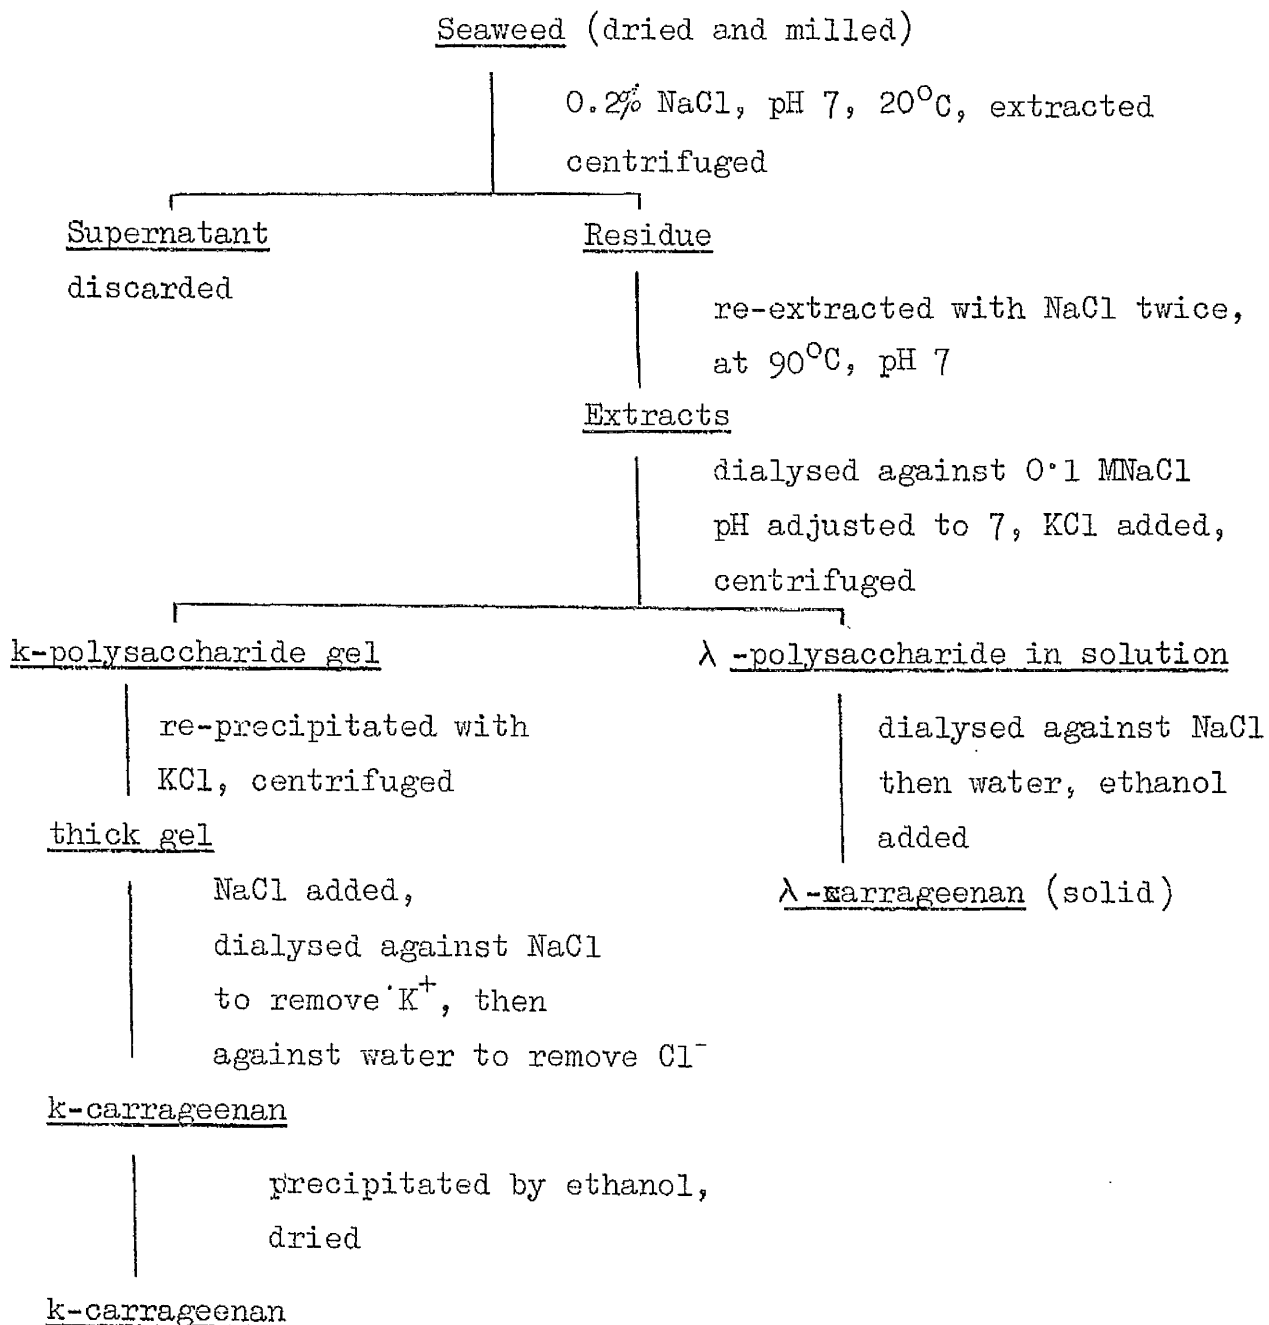 Seaweed (dried and milled)
0.2% NaCl, pH 7, 20°C, extracted
centrifuged
Supernatant
discarded
Residue
re-extracted with NaCl twice,
at 90°C, pH 7
Extracts
dialysed against 0·1 MNaCl
pH adjusted to 7, KCl added,
centrifuged
k-polysaccharide gel
re-precipitated with
KCl, centrifuged
thick gel
NaCl added,
dialysed against NaCl
to remove K⁺, then
against water to remove Cl⁻
k-carrageenan
precipitated by ethanol,
dried
k-carrageenan
λ-polysaccharide in solution
dialysed against NaCl
then water, ethanol
added
λ-carrageenan (solid)